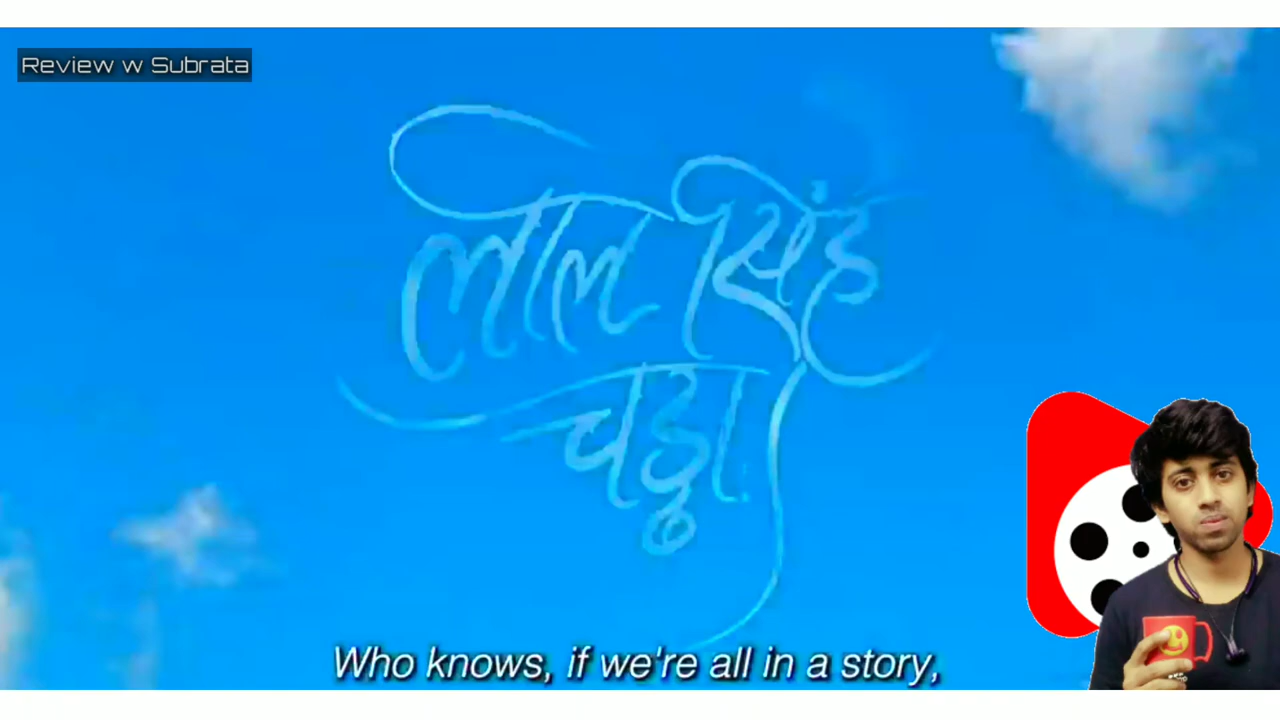 Review w Subrata
लाल सिंह
चड्ढा
Who knows, if we're all in a story,